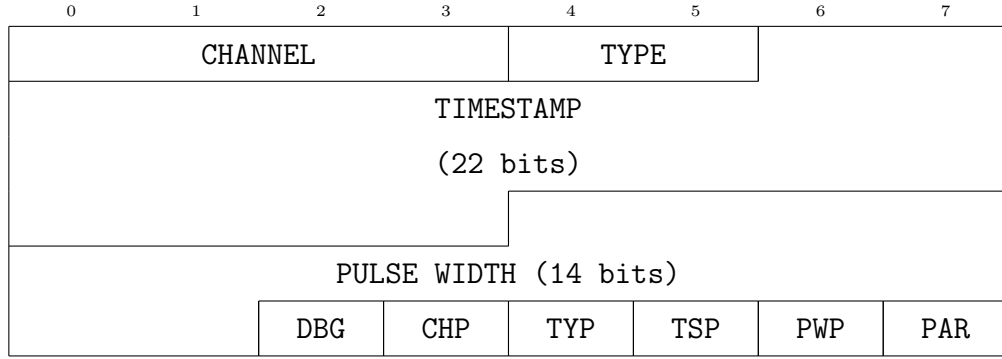 0 1 2 3 4 5 6 7
CHANNEL TYPE
TIMESTAMP
(22 bits)
PULSE WIDTH (14 bits)
DBG CHP TYP TSP PWP PAR